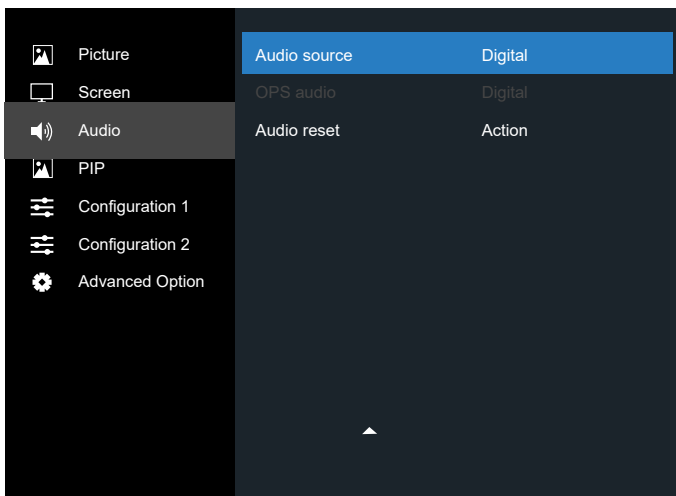 Picture
Screen
Audio
PIP
Configuration 1
Configuration 2
Advanced Option
Audio source Digital
OPS audio Digital
Audio reset Action